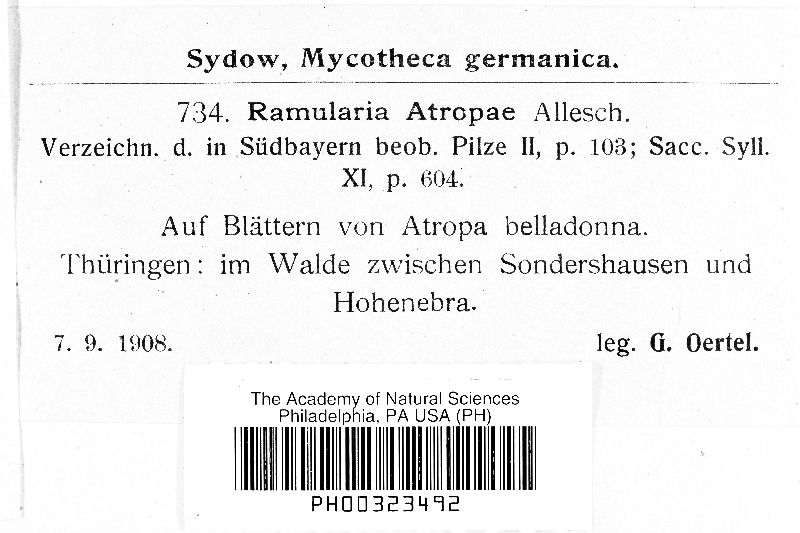 Sydow, Mycotheca germanica.
734. Ramularia Atropae Allesch.
Verzeichn. d. in Südbayern beob. Pilze II, p. 103; Sacc. Syll.
XI, p. 604.
Auf Blättern von Atropa belladonna.
Thüringen: im Walde zwischen Sondershausen und
Hohenebra.
7. 9. 1908. leg. G. Oertel.
The Academy of Natural Sciences
Philadelphia, PA USA (PH)
PH00323492